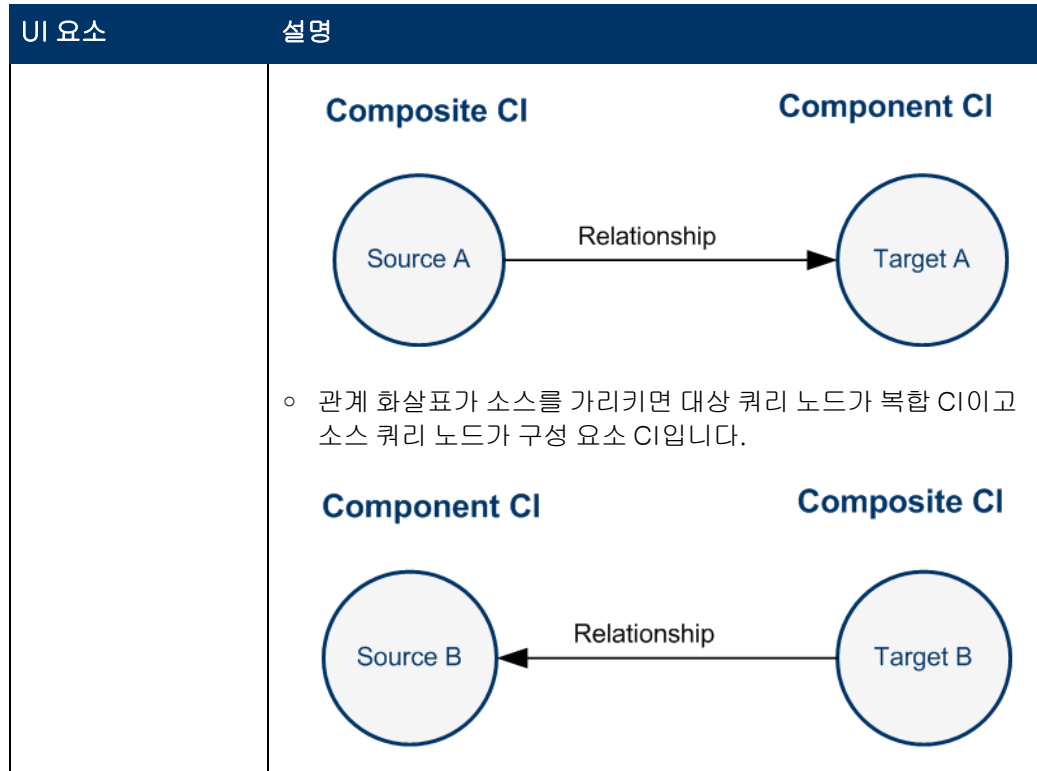 UI 요소 설명
Composite CI Component CI
Relationship
Source A Target A
○ 관계 화살표가 소스를 가리키면 대상 쿼리 노드가 복합 CI이고
소스 쿼리 노드가 구성 요소 CI입니다.
Component CI Composite CI
Relationship
Source B Target B